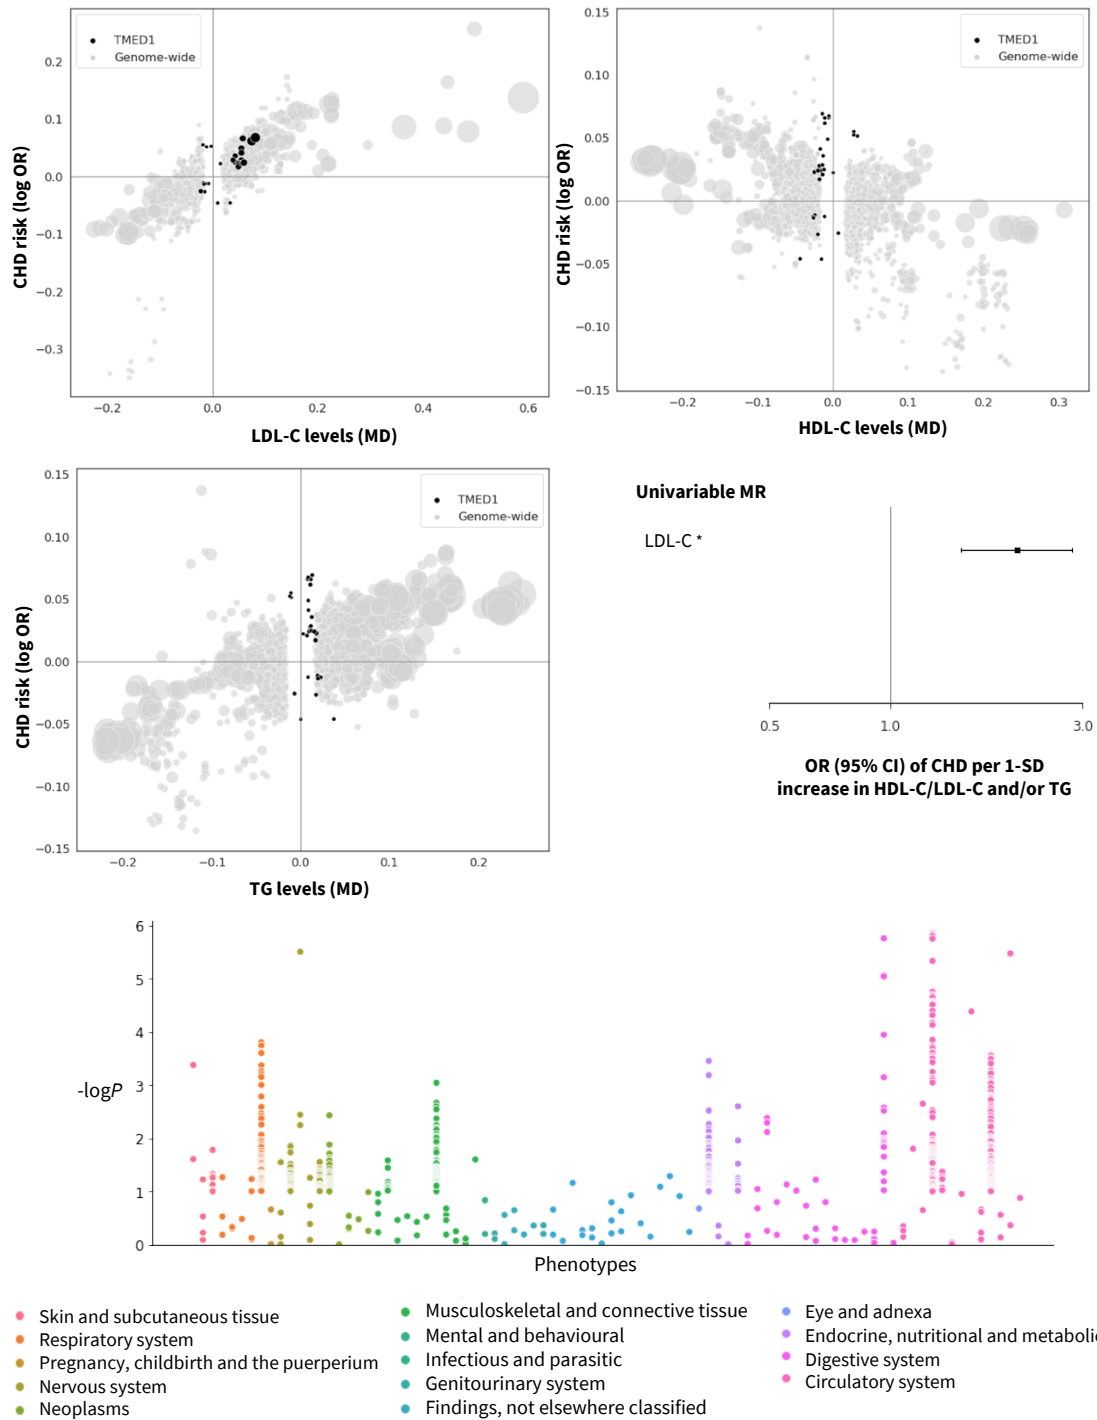 TMED1
Genome-wide
0.2
0.1
0.0
−0.1
−0.2
−0.3
CHD risk (log OR)
−0.2
0.0
0.2
0.4
0.6
LDL-C levels (MD)
TMED1
Genome-wide
0.15
0.10
0.05
0.00
−0.05
−0.10
−0.15
CHD risk (log OR)
−0.2
−0.1
0.0
0.1
0.2
0.3
HDL-C levels (MD)
TMED1
Genome-wide
0.15
0.10
0.05
0.00
−0.05
−0.10
−0.15
CHD risk (log OR)
−0.2
−0.1
0.0
0.1
0.2
TG levels (MD)
Univariable MR
LDL-C *
0.5
1.0
3.0
OR (95% CI) of CHD per 1-SD
increase in HDL-C/LDL-C and/or TG
6
5
4
3
2
1
0
-logP
Phenotypes
Skin and subcutaneous tissue
Respiratory system
Pregnancy, childbirth and the puerperium
Nervous system
Neoplasms
Musculoskeletal and connective tissue
Mental and behavioural
Infectious and parasitic
Genitourinary system
Findings, not elsewhere classified
Eye and adnexa
Endocrine, nutritional and metabolic
Digestive system
Circulatory system